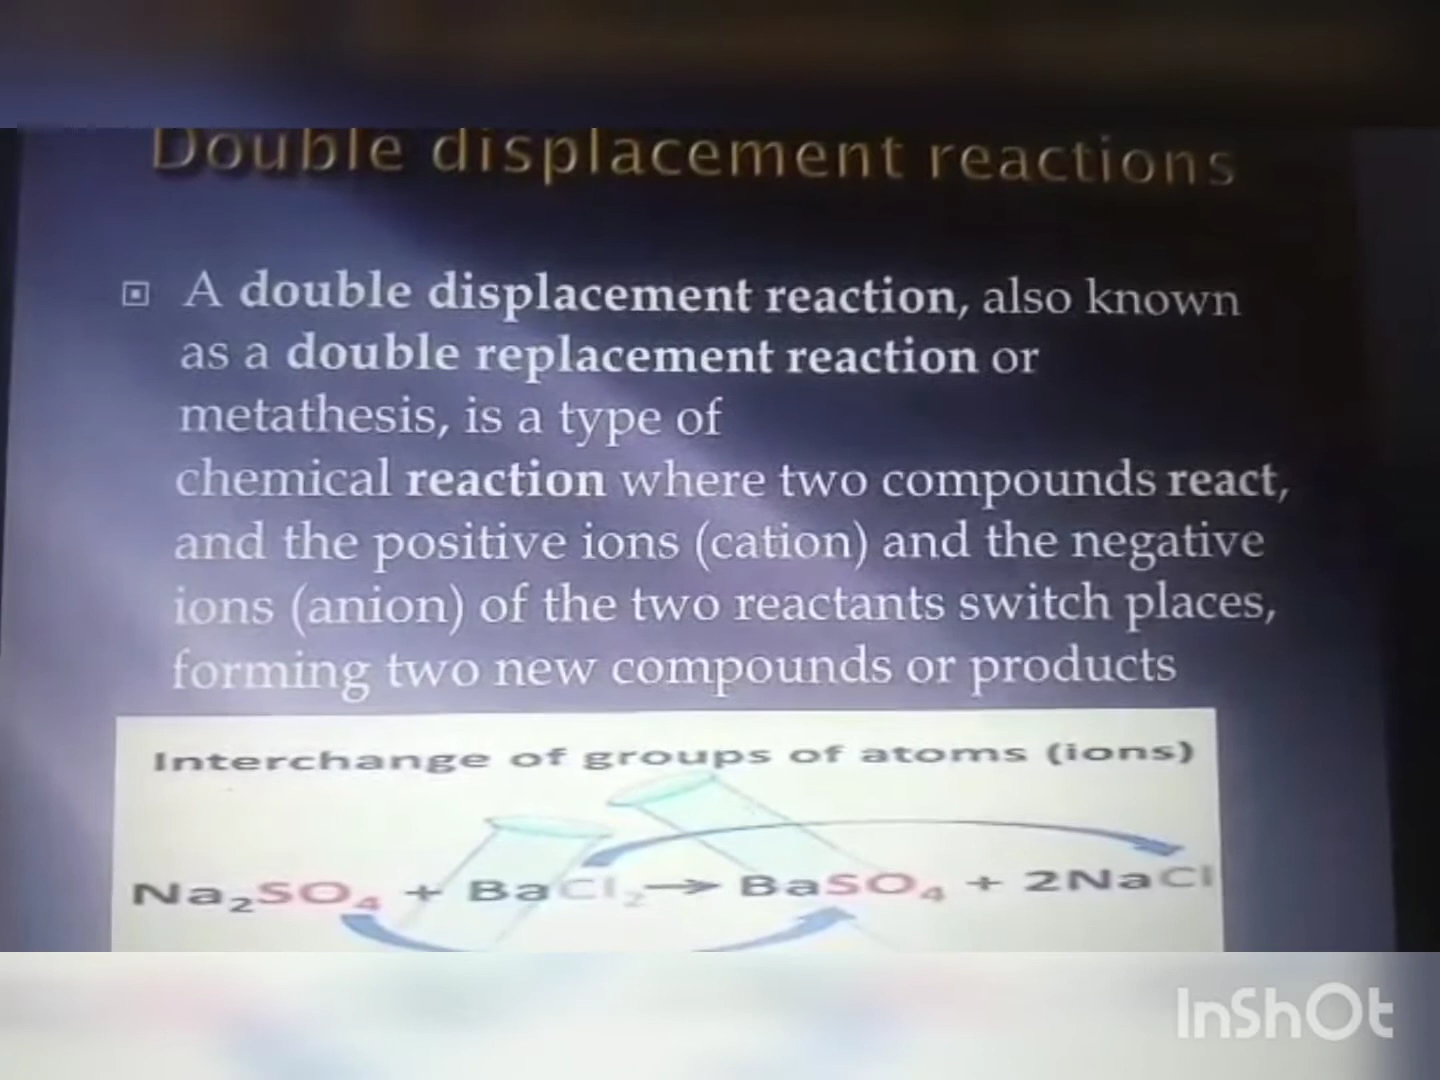 Double displacement reactions
A double displacement reaction, also known
as a double replacement reaction or
metathesis, is a type of
chemical reaction where two compounds react,
and the positive ions (cation) and the negative
ions (anion) of the two reactants switch places,
forming two new compounds or products
Interchange of groups of atoms (ions)
Na₂SO₄ + BaCl₂ → BaSO₄ + 2NaCl
InShOt